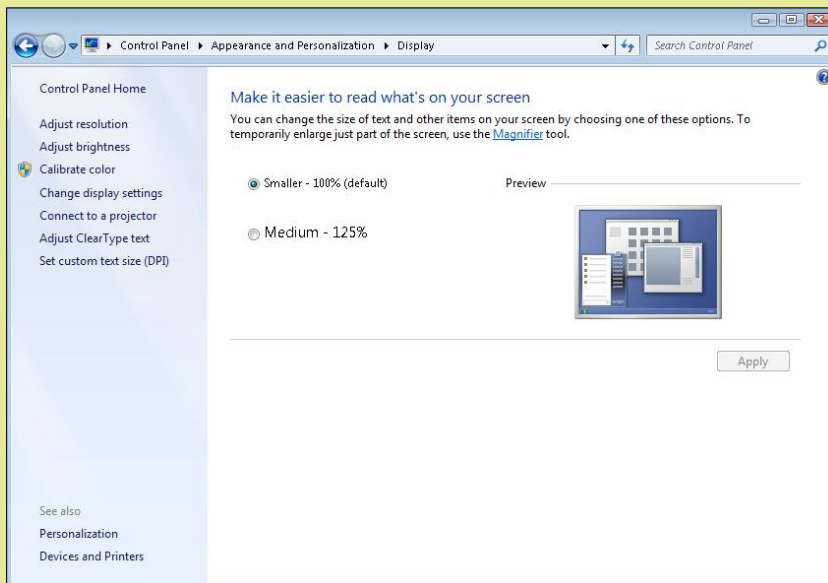 Control Panel Appearance and Personalization Display
Search Control Panel
Control Panel Home
Adjust resolution
Adjust brightness
Calibrate color
Change display settings
Connect to a projector
Adjust ClearType text
Set custom text size (DPI)
See also
Personalization
Devices and Printers
Make it easier to read what's on your screen
You can change the size of text and other items on your screen by choosing one of these options. To
temporarily enlarge just part of the screen, use the Magnifier tool.
Smaller - 100% (default)
Preview
Medium - 125%
Apply